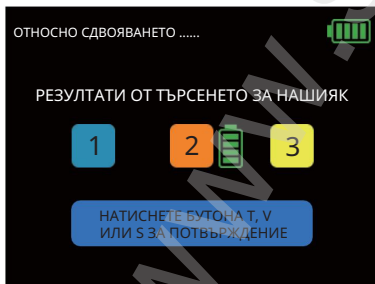 ОТНОСНО СДВОЯВАНЕТО ......
РЕЗУЛТАТИ ОТ ТЪРСЕНЕТО ЗА НАШИЯК
1 2 3
НАТИСНЕТЕ БУТОНА T, V
ИЛИ S ЗА ПОТВЪРЖДЕНИЕ